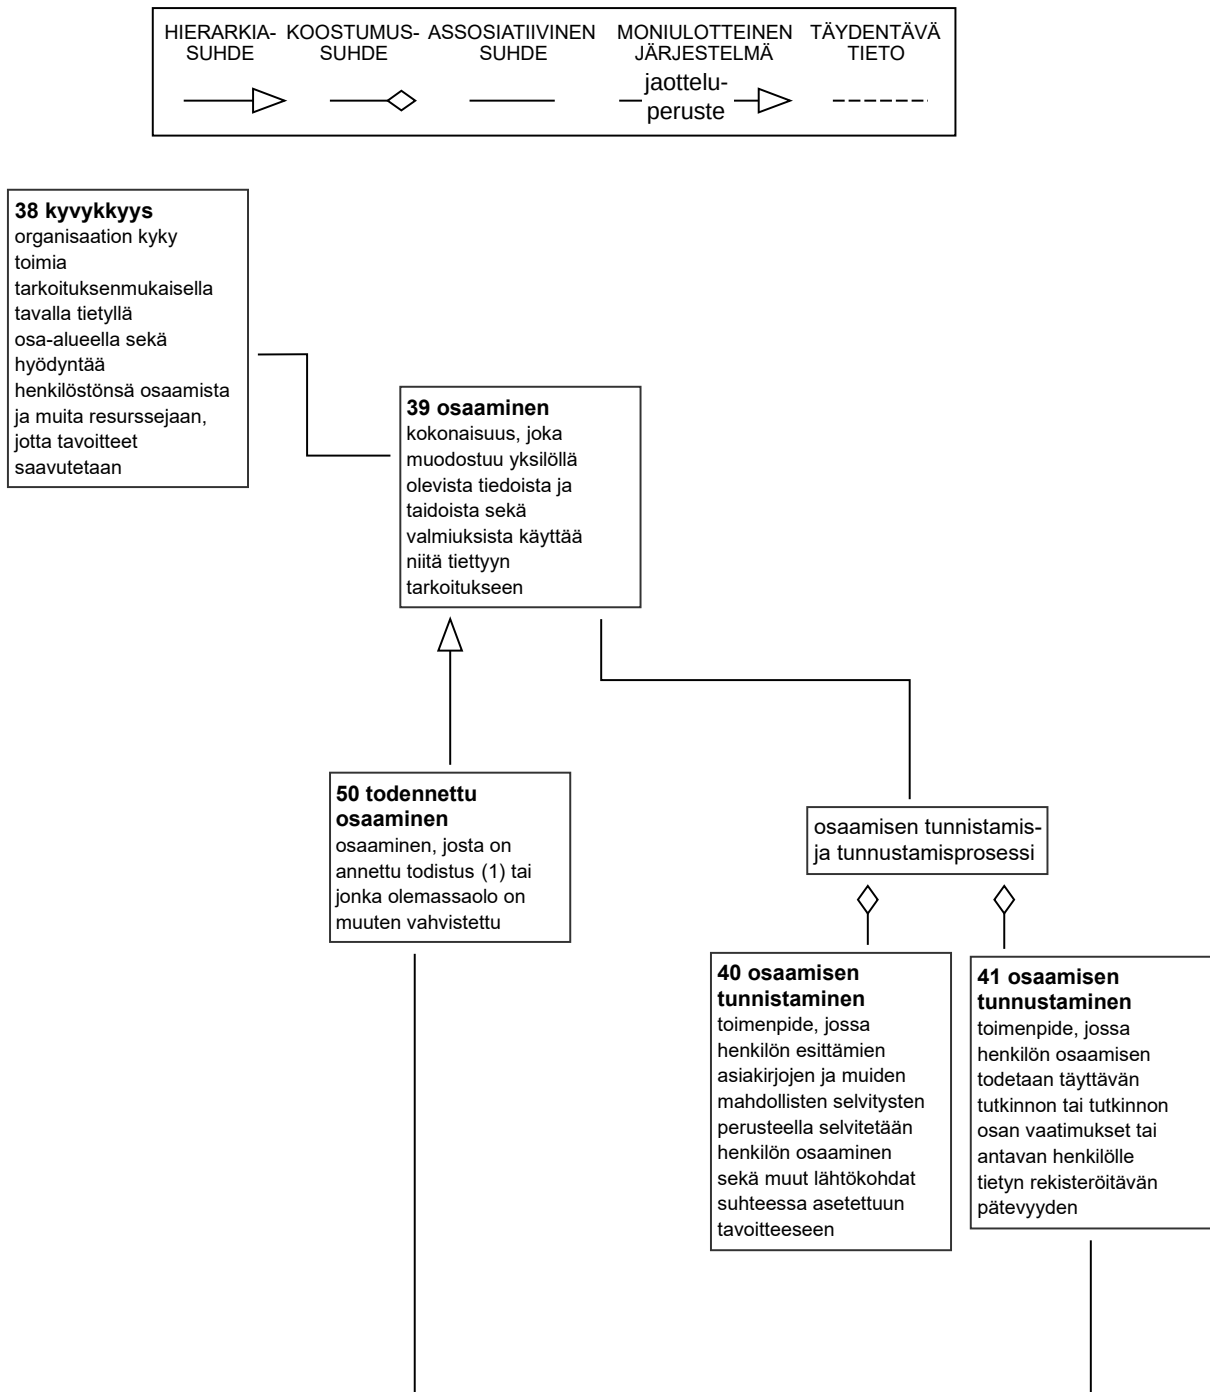 HIERARKIA-
SUHDE
KOOSTUMUS-
SUHDE
ASSOSIATIIVINEN
SUHDE
MONIULOTTEINEN
JÄRJESTELMÄ
TÄYDENTÄVÄ
TIETO
jaottelu-
peruste
38 kyvykkyys
organisaation kyky
toimia
tarkoituksenmukaisella
tavalla tietyllä
osa-alueella sekä
hyödyntää
henkilöstönsä osaamista
ja muita resurssejaan,
jotta tavoitteet
saavutetaan
39 osaaminen
kokonaisuus, joka
muodostuu yksilöllä
olevista tiedoista ja
taidoista sekä
valmiuksista käyttää
niitä tiettyyn
tarkoitukseen
50 todennettu
osaaminen
osaaminen, josta on
annettu todistus (1) tai
jonka olemassaolo on
muuten vahvistettu
osaamisen tunnistamis-
ja tunnustamisprosessi
40 osaamisen
tunnistaminen
toimenpide, jossa
henkilön esittämien
asiakirjojen ja muiden
mahdollisten selvitysten
perusteella selvitetään
henkilön osaaminen
sekä muut lähtökohdat
suhteessa asetettuun
tavoitteeseen
41 osaamisen
tunnustaminen
toimenpide, jossa
henkilön osaamisen
todetaan täyttävän
tutkinnon tai tutkinnon
osan vaatimukset tai
antavan henkilölle
tietyn rekisteröitävän
pätevyyden